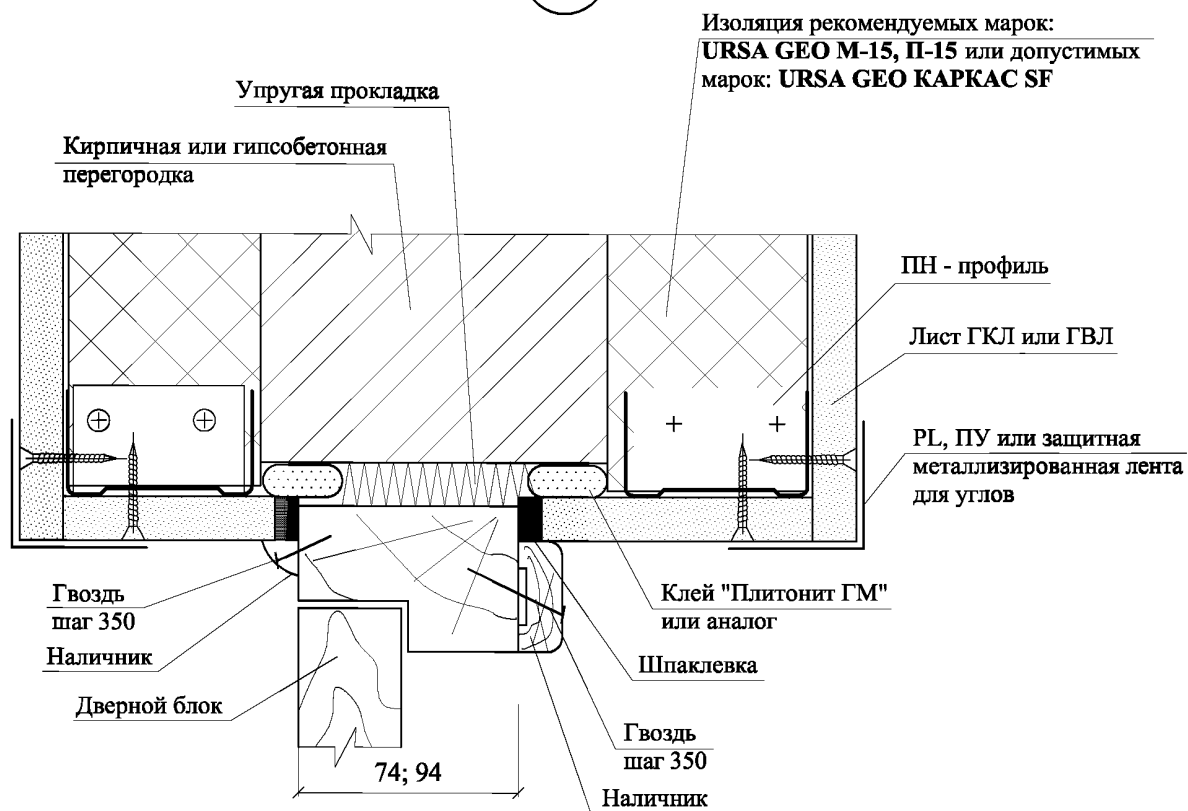 Изоляция рекомендуемых марок:
URSA GEO М-15, П-15 или допустимых
марок: URSA GEO КАРКАС SF
Упругая прокладка
Кирпичная или гипсобетонная
перегородка
ПН - профиль
Лист ГКЛ или ГВЛ
PL, ПУ или защитная
металлизированная лента
для углов
Гвоздь
шаг 350
Наличник
Дверной блок
Клей "Плитонит ГМ"
или аналог
Шпаклевка
Гвоздь
шаг 350
Наличник
74; 94